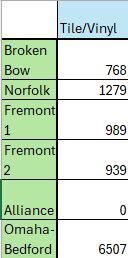 Tile/Vinyl
Broken
Bow 768
Norfolk 1279
Fremont
1 989
Fremont
2 939
Alliance 0
Omaha-
Bedford 6507